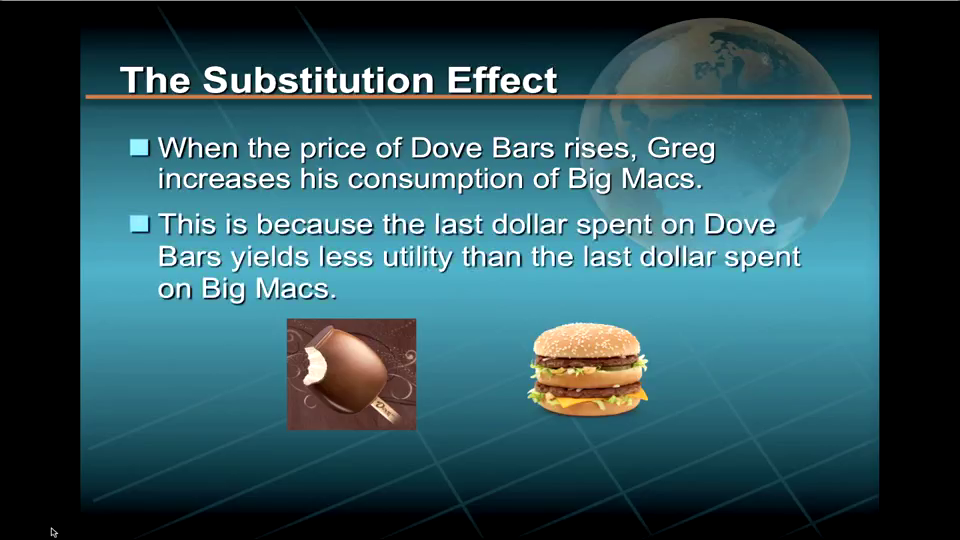 The Substitution Effect
When the price of Dove Bars rises, Greg
increases his consumption of Big Macs.
This is because the last dollar spent on Dove
Bars yields less utility than the last dollar spent
on Big Macs.
Dove